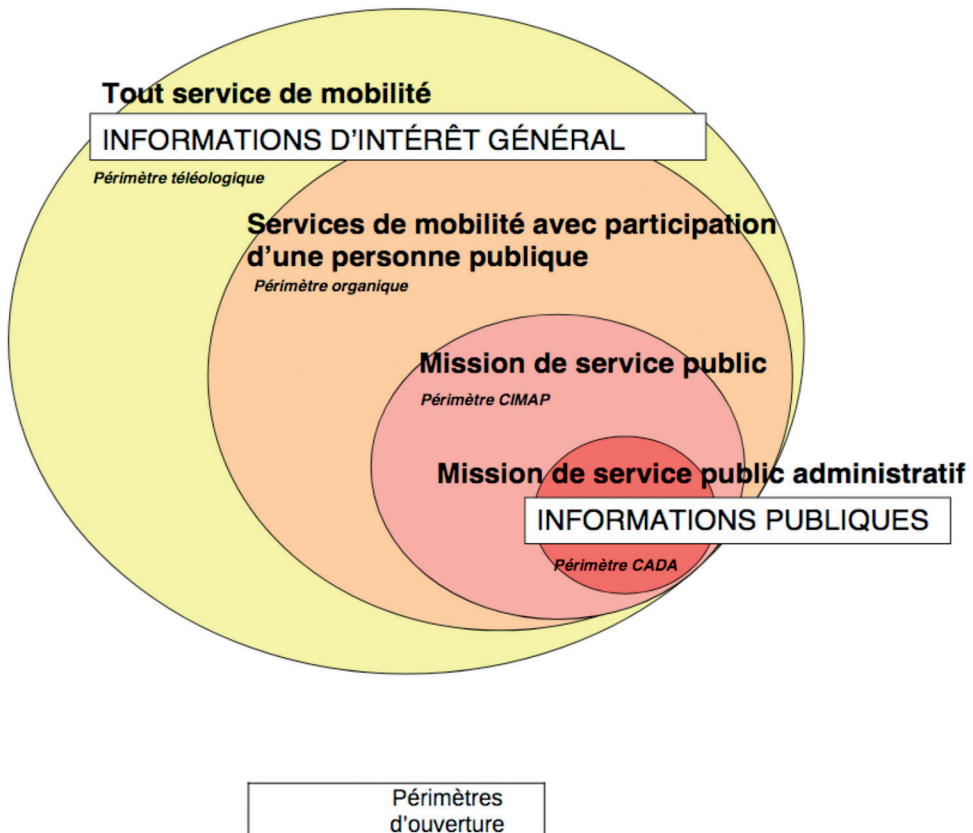 Tout service de mobilité
INFORMATIONS D'INTÉRÊT GÉNÉRAL
Périmètre téléologique
Services de mobilité avec participation
d'une personne publique
Périmètre organique
Mission de service public
Périmètre CIMAP
Mission de service public administratif
INFORMATIONS PUBLIQUES
Périmètre CADA
Périmètres
d'ouverture